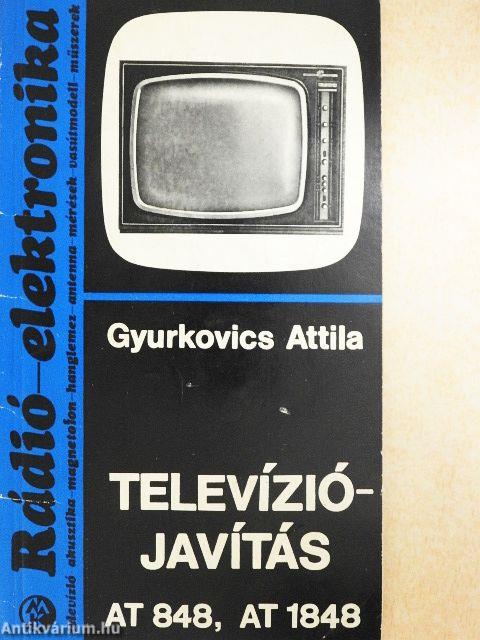 Rádió–elektronika
televízió–akusztika–magnetofon–hanglemez–antenna–mérések–vasútmodell–műszerek
Gyurkovics Attila
TELEVÍZIÓ-
JAVÍTÁS
AT 848, AT 1848
Antikvárium.hu